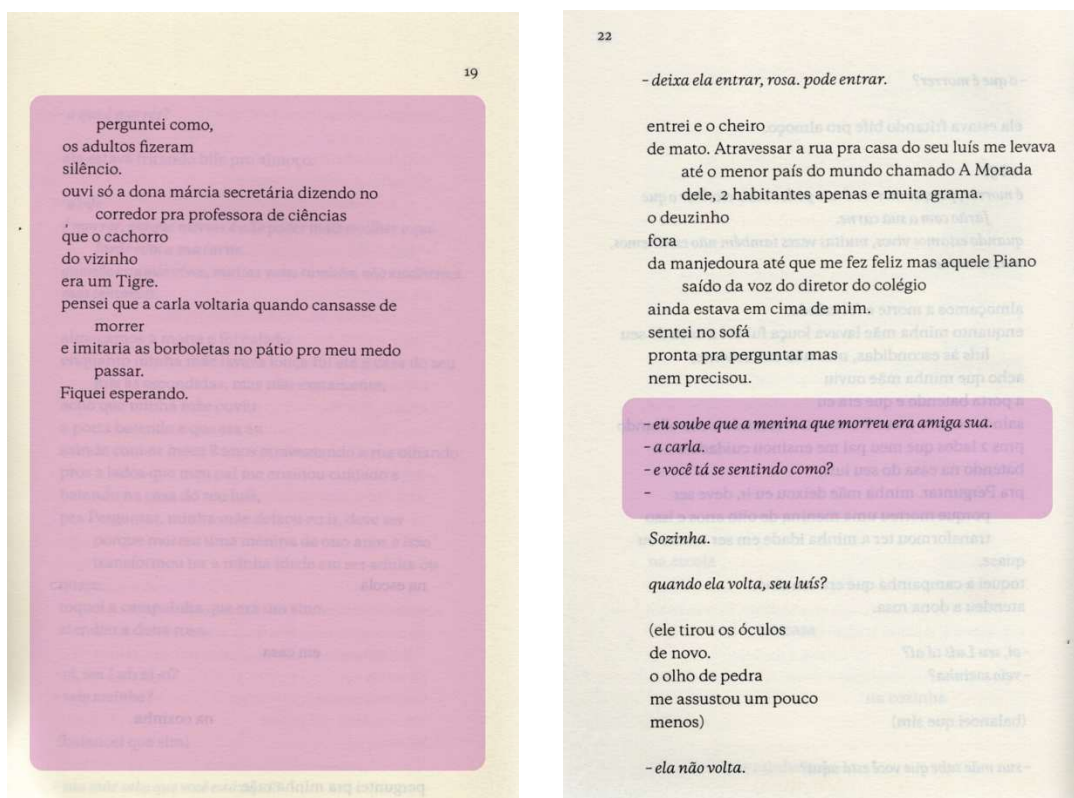 19
perguntei como,
os adultos fizeram
silêncio.
ouvi só a dona márcia secretária dizendo no
corredor pra professora de ciências
que o cachorro
do vizinho
era um Tigre.
pensei que a carla voltaria quando cansasse de
morrer
e imitaria as borboletas no pátio pro meu medo
passar.
Fiquei esperando.
22
– deixa ela entrar, rosa. pode entrar.
entrei e o cheiro
de mato. Atravessar a rua pra casa do seu luís me levava
até o menor país do mundo chamado A Morada
dele, 2 habitantes apenas e muita grama.
o deuzinho
fora
da manjedoura até que me fez feliz mas aquele Piano
saído da voz do diretor do colégio
ainda estava em cima de mim.
sentei no sofá
pronta pra perguntar mas
nem precisou.
– eu soube que a menina que morreu era amiga sua.
– a carla.
– e você tá se sentindo como?
–
Sozinha.
quando ela volta, seu luís?
(ele tirou os óculos
de novo.
o olho de pedra
me assustou um pouco
menos)
– ela não volta.